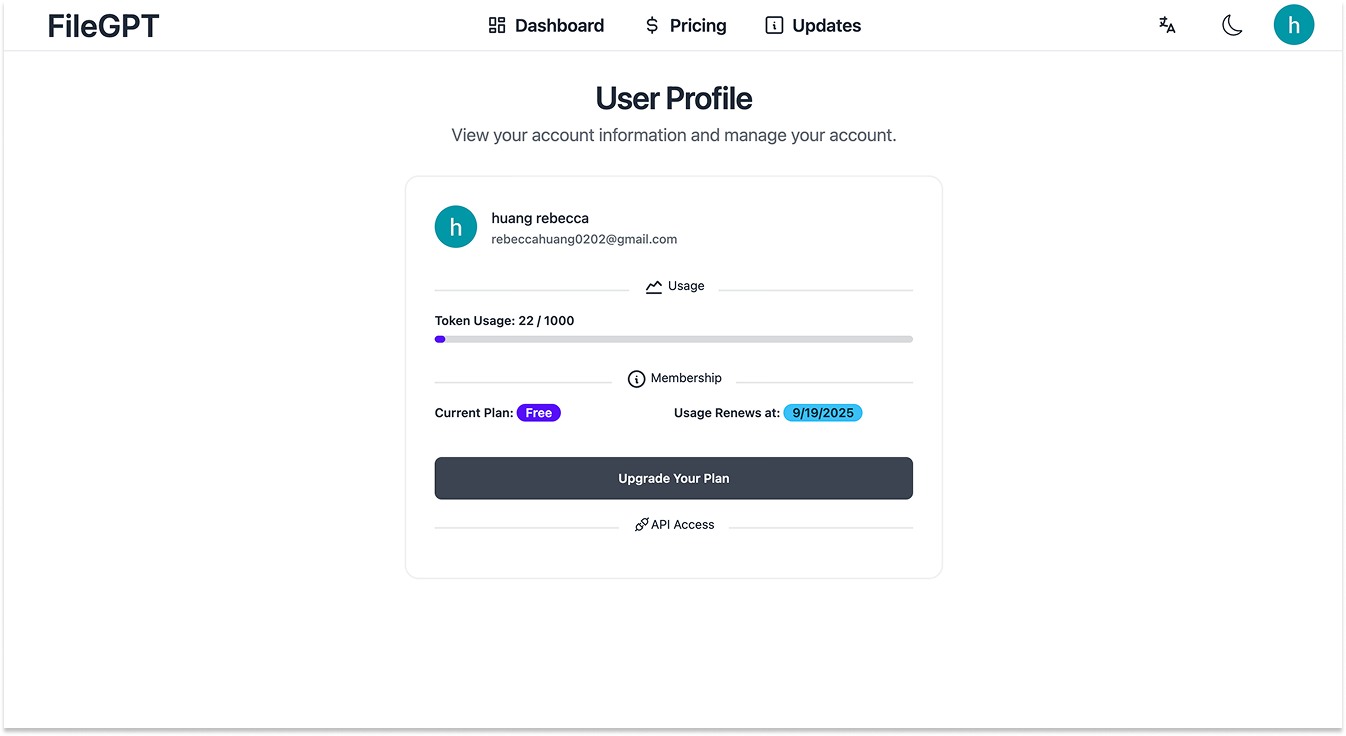 FileGPT
Dashboard
Pricing
Updates
h
User Profile
View your account information and manage your account.
h
huang rebecca
rebeccahuang0202@gmail.com
Usage
Token Usage: 22 / 1000
Membership
Current Plan: Free
Usage Renews at: 9/19/2025
Upgrade Your Plan
API Access